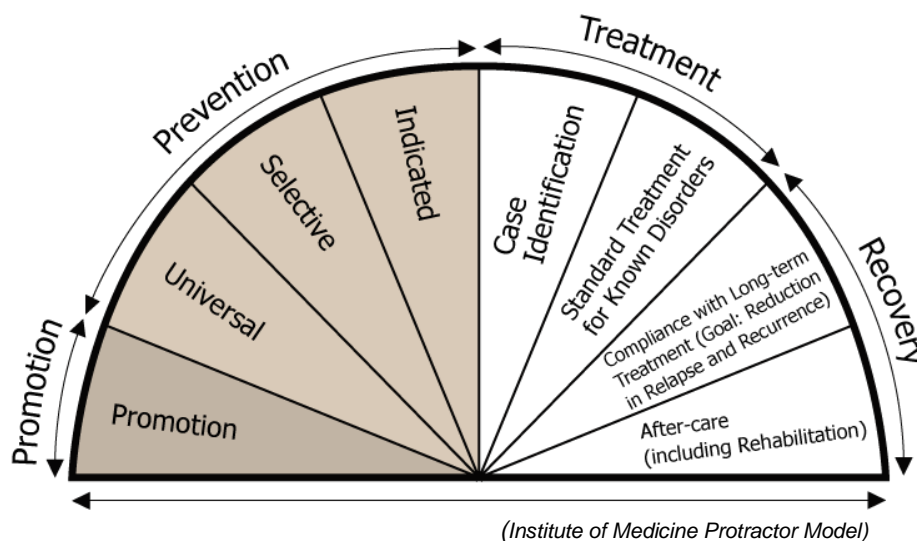 Promotion
Prevention
Treatment
Recovery
Promotion
Universal
Selective
Indicated
Case
Identification
Standard Treatment
for Known Disorders
Compliance with Long-term
Treatment (Goal: Reduction
in Relapse and Recurrence)
After-care
(including Rehabilitation)
(Institute of Medicine Protractor Model)